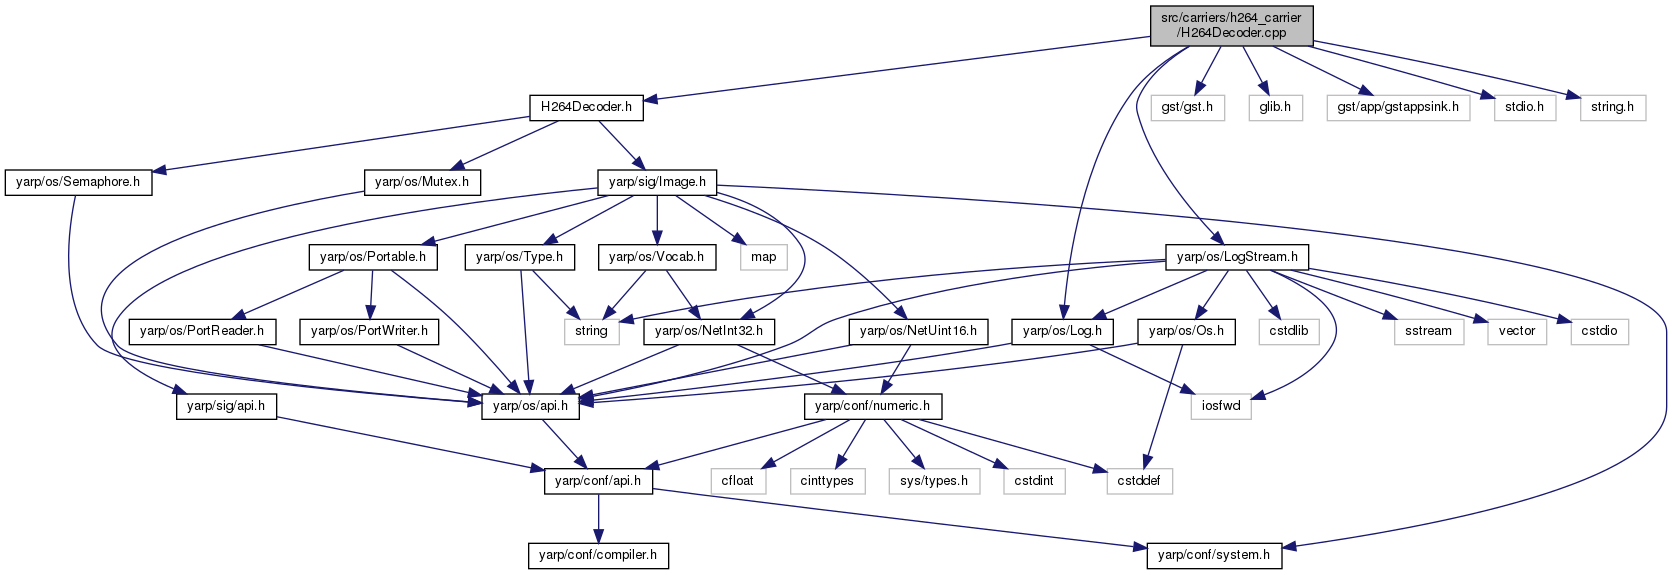 src/carriers/h264_carrier
/H264Decoder.cpp
H264Decoder.h
gst/gst.h
glib.h
gst/app/gstappsink.h
stdio.h
string.h
yarp/os/Semaphore.h
yarp/os/Mutex.h
yarp/sig/Image.h
yarp/os/Portable.h
yarp/os/Type.h
yarp/os/Vocab.h
map
yarp/os/LogStream.h
yarp/os/PortReader.h
yarp/os/PortWriter.h
string
yarp/os/NetInt32.h
yarp/os/NetUint16.h
yarp/os/Log.h
yarp/os/Os.h
cstdlib
sstream
vector
cstdio
yarp/sig/api.h
yarp/os/api.h
yarp/conf/numeric.h
iosfwd
yarp/conf/api.h
cfloat
cinttypes
sys/types.h
cstdint
cstddef
yarp/conf/compiler.h
yarp/conf/system.h